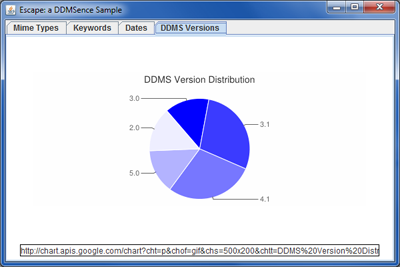 Escape: a DDMSence Sample
Mime Types Keywords Dates DDMS Versions
DDMS Version Distribution
3.0
3.1
2.0
5.0
4.1
http://chart.apis.google.com/chart?cht=p&chof=gif&chs=500x200&chtt=DDMS%20Version%20Distr